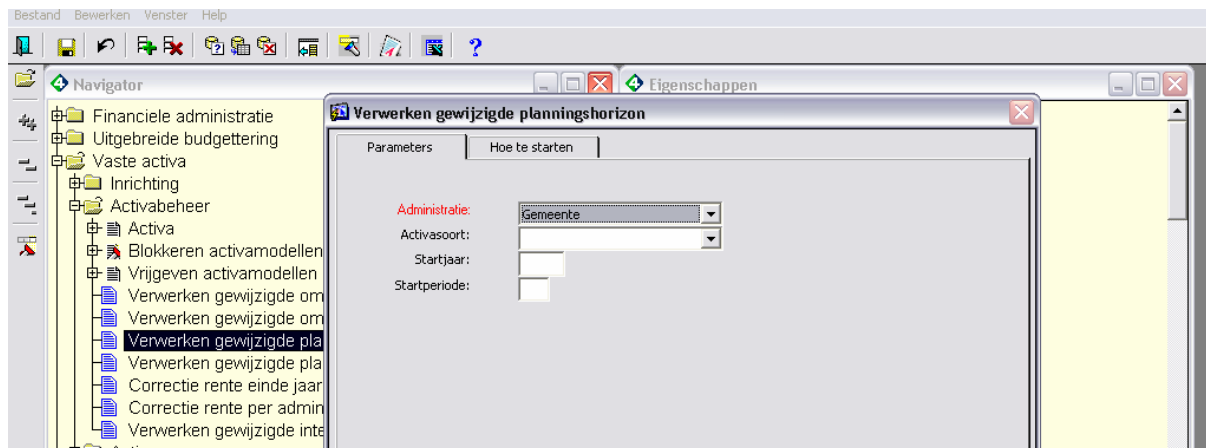 Bestand Bewerken Venster Help
Navigator
Eigenschappen
Financiele administratie
Uitgebreide budgettering
Vaste activa
Inrichting
Activabeheer
Activa
Blokkeren activamodellen
Vrijgeven activamodellen
Verwerken gewijzigde om
Verwerken gewijzigde om
Verwerken gewijzigde pla
Verwerken gewijzigde pla
Correctie rente einde jaar
Correctie rente per admin
Verwerken gewijzigde inte
Verwerken gewijzigde planningshorizon
Parameters
Hoe te starten
Administratie:
Gemeente
Activasoort:
Startjaar:
Startperiode: